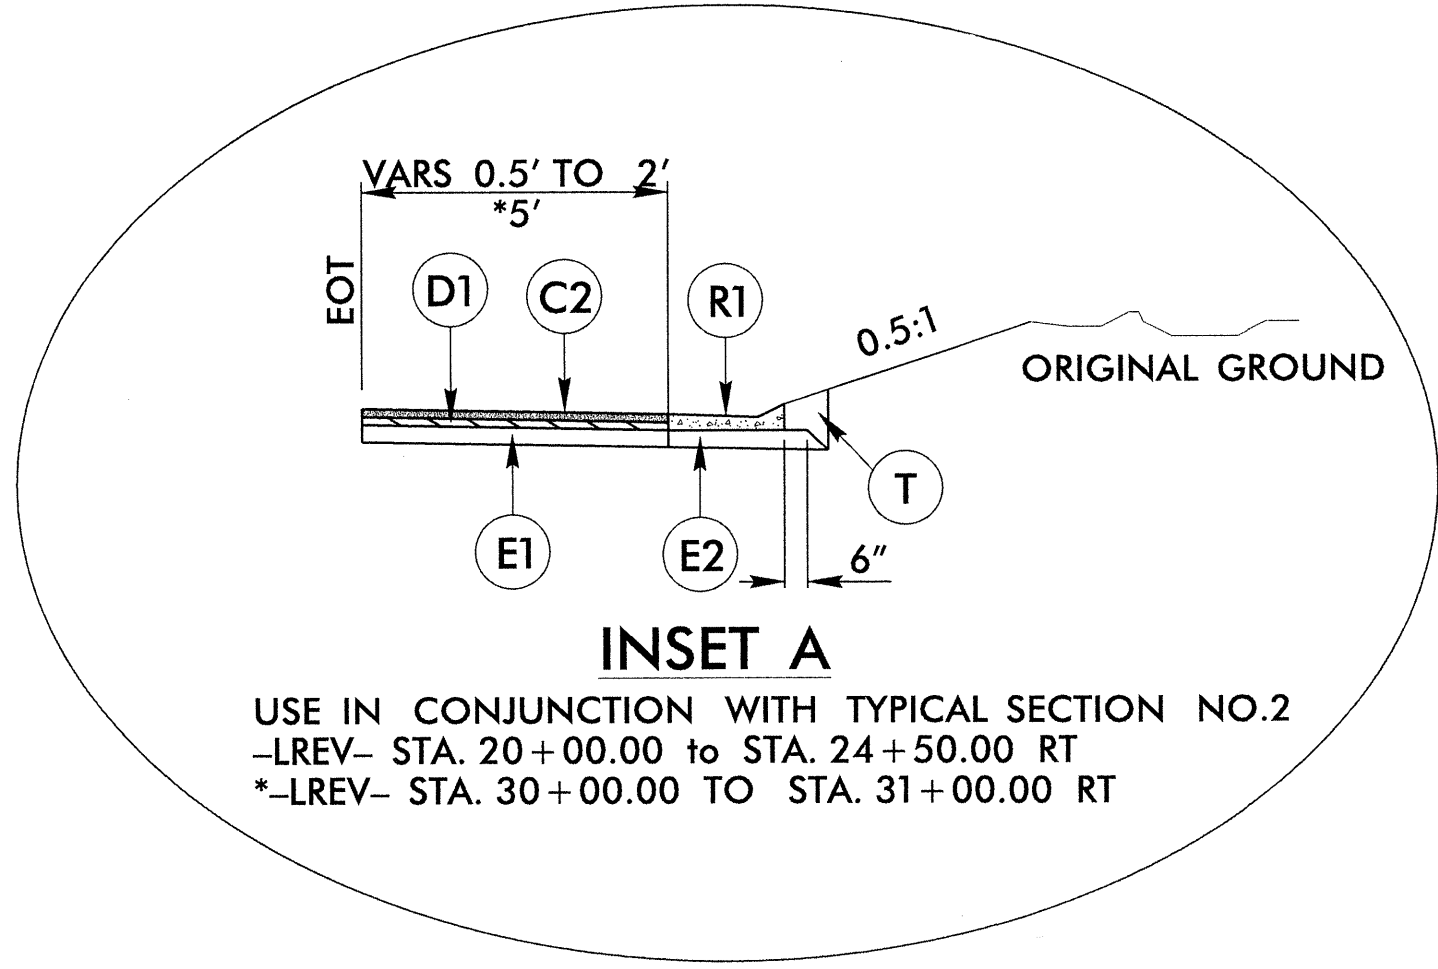 VARS 0.5' TO 2'
*5'
EOT
D1
C2
R1
0.5:1
ORIGINAL GROUND
T
E1
E2
6"
INSET A
USE IN CONJUNCTION WITH TYPICAL SECTION NO.2
-LREV- STA. 20+00.00 to STA. 24+50.00 RT
*-LREV- STA. 30+00.00 TO STA. 31+00.00 RT